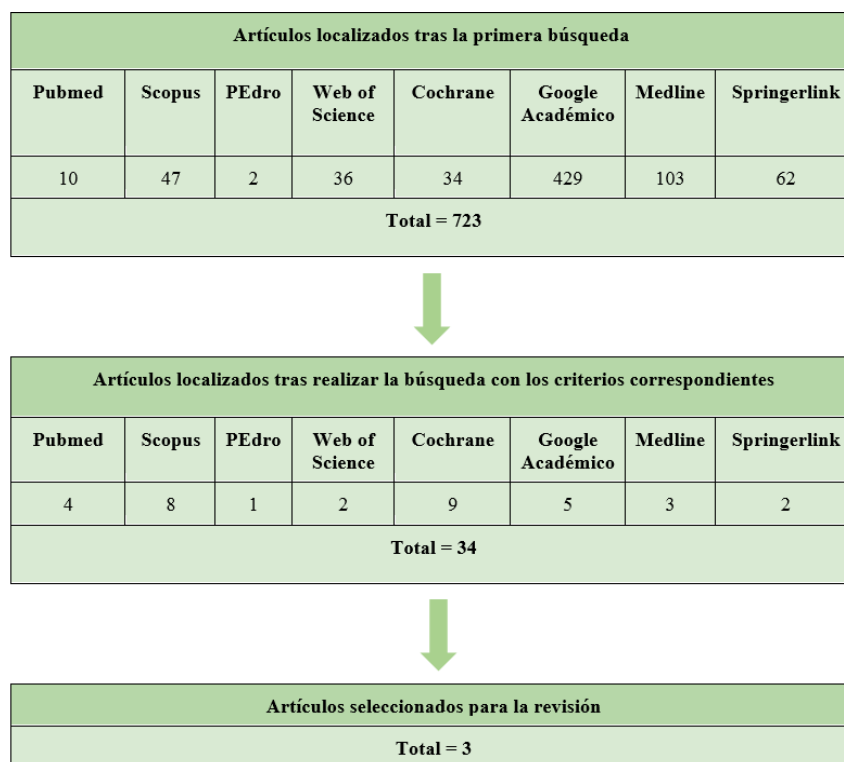 Artículos localizados tras la primera búsqueda
Pubmed Scopus PEdro Web of Science Cochrane Google Académico Medline Springerlink
10 47 2 36 34 429 103 62
Total = 723
Artículos localizados tras realizar la búsqueda con los criterios correspondientes
Pubmed Scopus PEdro Web of Science Cochrane Google Académico Medline Springerlink
4 8 1 2 9 5 3 2
Total = 34
Artículos seleccionados para la revisión
Total = 3